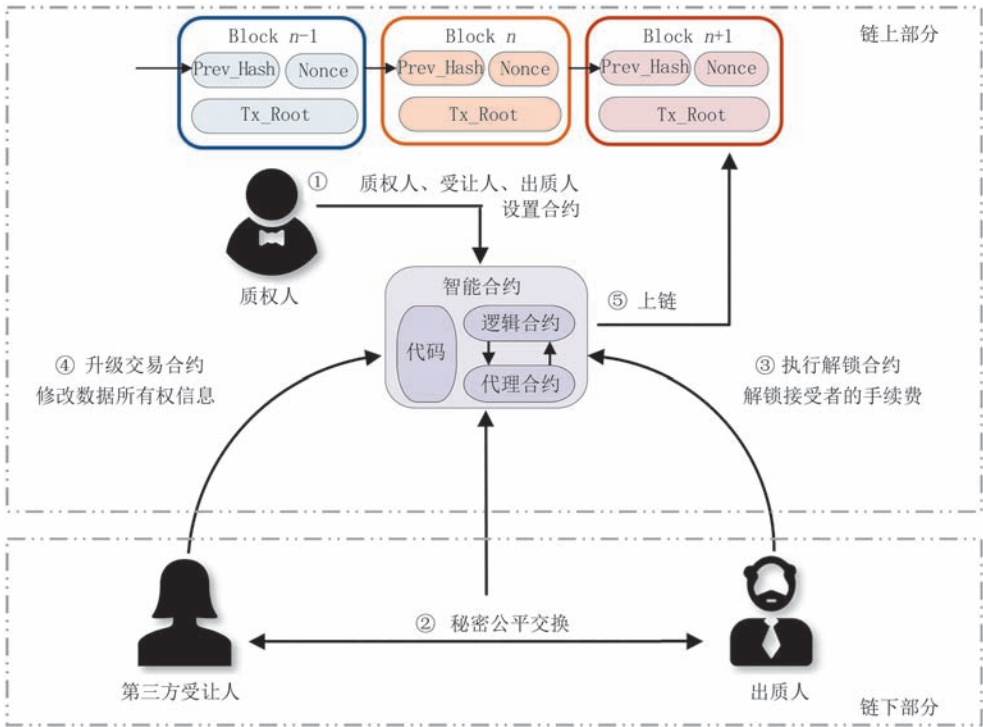 链上部分
Block n-1
Prev_Hash
Nonce
Tx_Root
Block n
Prev_Hash
Nonce
Tx_Root
Block n+1
Prev_Hash
Nonce
Tx_Root
① 质权人、受让人、出质人
设置合约
质权人
智能合约
代码
逻辑合约
代理合约
⑤ 上链
④ 升级交易合约
修改数据所有权信息
③ 执行解锁合约
解锁接受者的手续费
② 秘密公平交换
第三方受让人
出质人
链下部分